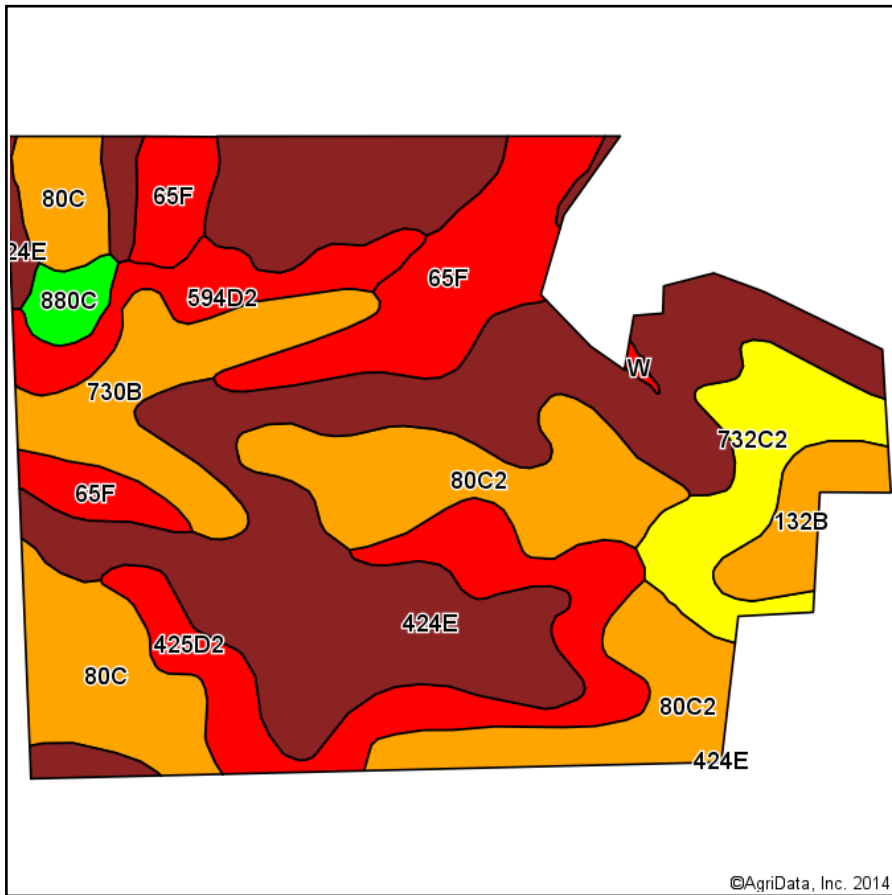 80C
65F
24E
65F
880C
594D2
W
730B
732C2
80C2
65F
132B
424E
425D2
80C
80C2
424E
©AgriData, Inc. 2014